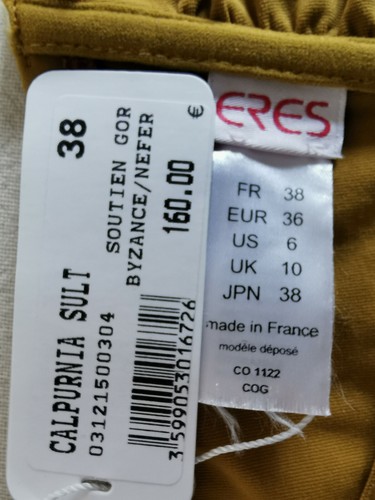 CALPURNIA SULT
38
03121500304
SOUTIEN GOR
BYZANCE/NEFER
160.00 €
3599053016726
ERES
FR 38
EUR 36
US 6
UK 10
JPN 38
made in France
modèle déposé
CO 1122
COG